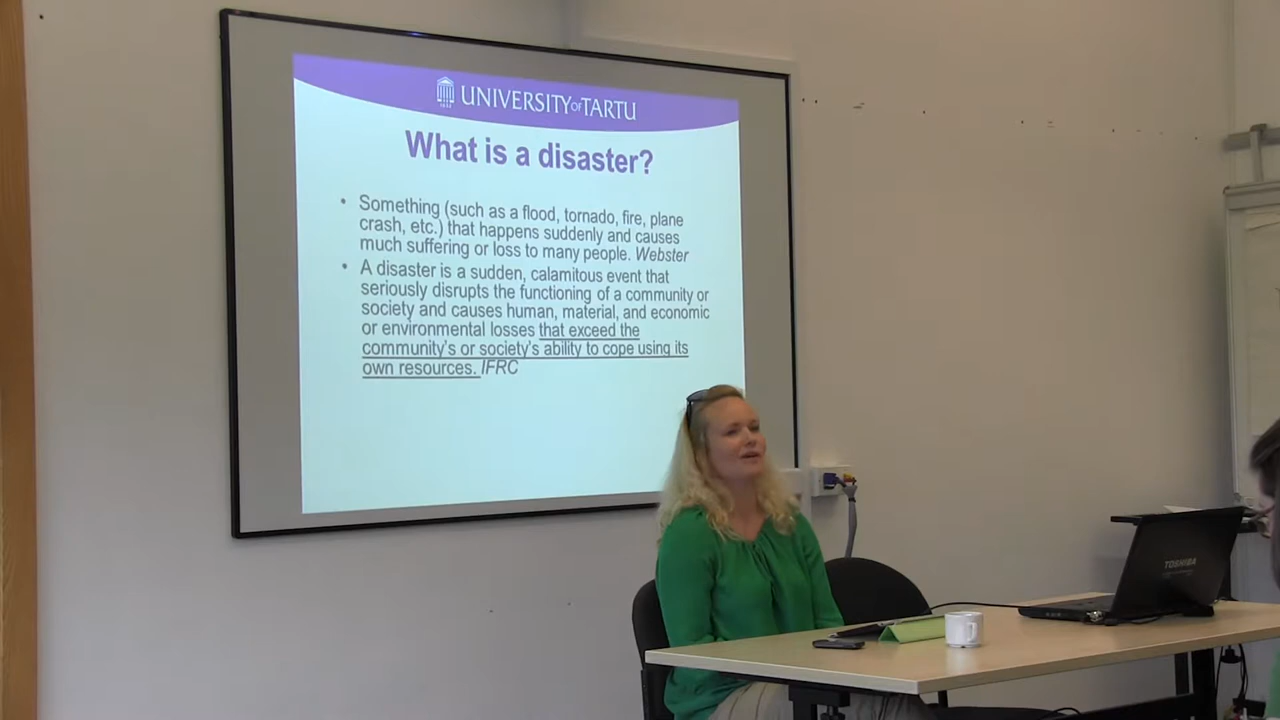 UNIVERSITY OF TARTU
What is a disaster?
• Something (such as a flood, tornado, fire, plane
crash, etc.) that happens suddenly and causes
much suffering or loss to many people. Webster
• A disaster is a sudden, calamitous event that
seriously disrupts the functioning of a community or
society and causes human, material, and economic
or environmental losses that exceed the
community's or society's ability to cope using its
own resources. IFRC
TOSHIBA